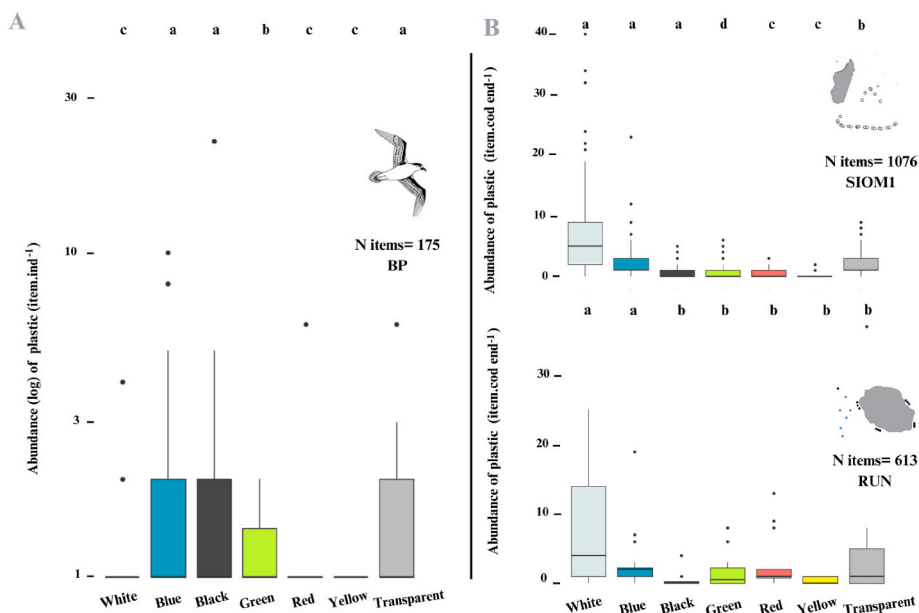 A
c a a b c c a
Abundance (log) of plastic (item.ind-1)
30
10
3
1
N items= 175
BP
White Blue Black Green Red Yellow Transparent
B
a a a d c c b
Abundance of plastic (item.cod end-1)
40
30
20
10
0
N items= 1076
SIOM1
a a b b b b b
Abundance of plastic (item.cod end-1)
30
20
10
0
N items= 613
RUN
White Blue Black Green Red Yellow Transparent